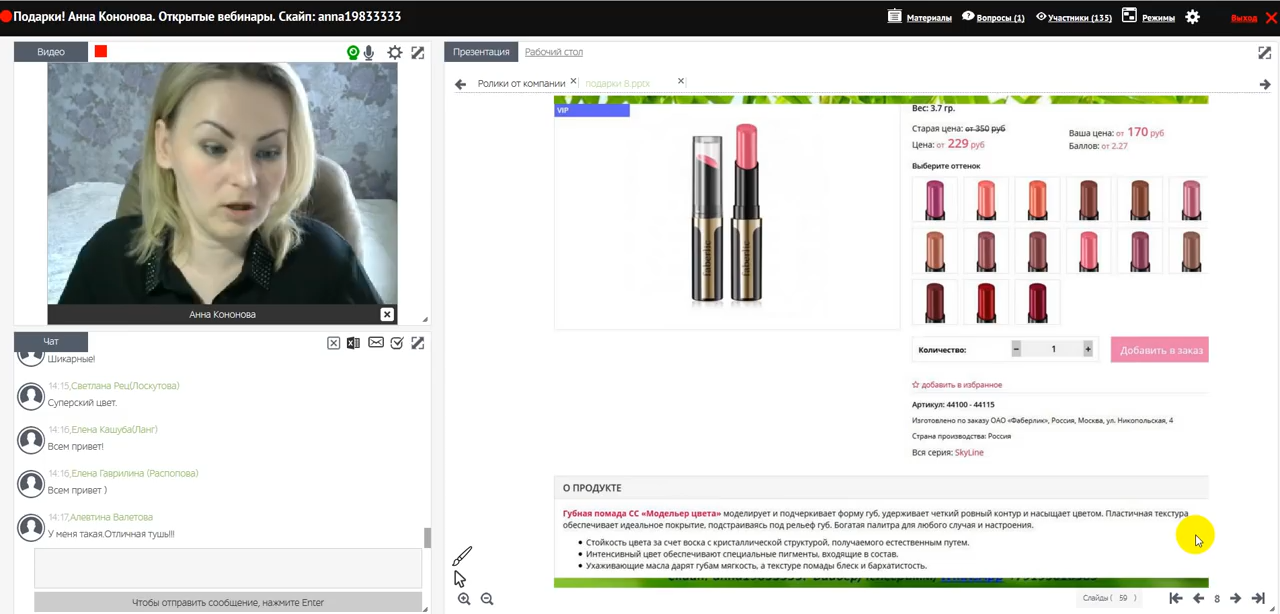 Подарки! Анна Кононова. Открытые вебинары. Скайп: anna19833333
Материалы
Вопросы (1)
Участники (135)
Режимы
Выход
Видео
Анна Кононова
Чат
Шикарные!
14:15,Светлана Рец(Лоскутова)
Суперский цвет.
14:16,Елена Кашуба(Ланг)
Всем привет!
14:16,Елена Гаврилина (Распопова)
Всем привет )
14:17,Алевтина Валетова
У меня такая.Отличная тушь!!!
Чтобы отправить сообщение, нажмите Enter
Презентация
Рабочий стол
Ролики от компании
подарки 8.pptx
VIP
faberlic faberlic
Вес: 3.7 гр.
Старая цена: от 350 руб
Цена: от 229 руб
Ваша цена: от 170 руб
Баллов: от 2.27
Выберите оттенок
Количество: − 1 +
Добавить в заказ
добавить в избранное
Артикул: 44100 - 44115
Изготовлено по заказу ОАО «Фаберлик», Россия, Москва, ул. Никопольская, 4
Страна производства: Россия
Вся серия: SkyLine
О ПРОДУКТЕ
Губная помада СС «Модельер цвета» моделирует и подчеркивает форму губ, удерживает четкий ровный контур и насыщает цветом. Пластичная текстура
обеспечивает идеальное покрытие, подстраиваясь под рельеф губ. Богатая палитра для любого случая и настроения.
Стойкость цвета за счет воска с кристаллической структурой, получаемого естественным путем.
Интенсивный цвет обеспечивают специальные пигменты, входящие в состав.
Ухаживающие масла дарят губам мягкость, а текстуре помады блеск и бархатистость.
Слайды ( 59 )
8